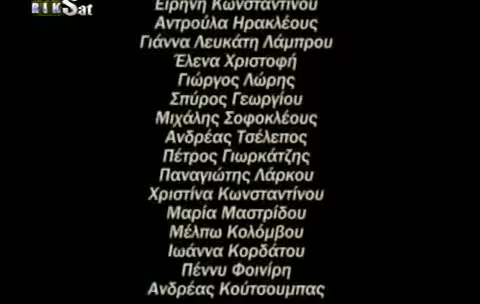 RIKSat
Ειρήνη Κωνσταντίνου
Αντρούλα Ηρακλέους
Γιάννα Λευκάτη Λάμπρου
Έλενα Χριστοφή
Γιώργος Λώρης
Σπύρος Γεωργίου
Μιχάλης Σοφοκλέους
Ανδρέας Τσέλεπος
Πέτρος Γιωρκάτζης
Παναγιώτης Λάρκου
Χριστίνα Κωνσταντίνου
Μαρία Μαστρίδου
Μέλπω Κολόμβου
Ιωάννα Κορδάτου
Πέννυ Φοινίρη
Ανδρέας Κούτσουμπας